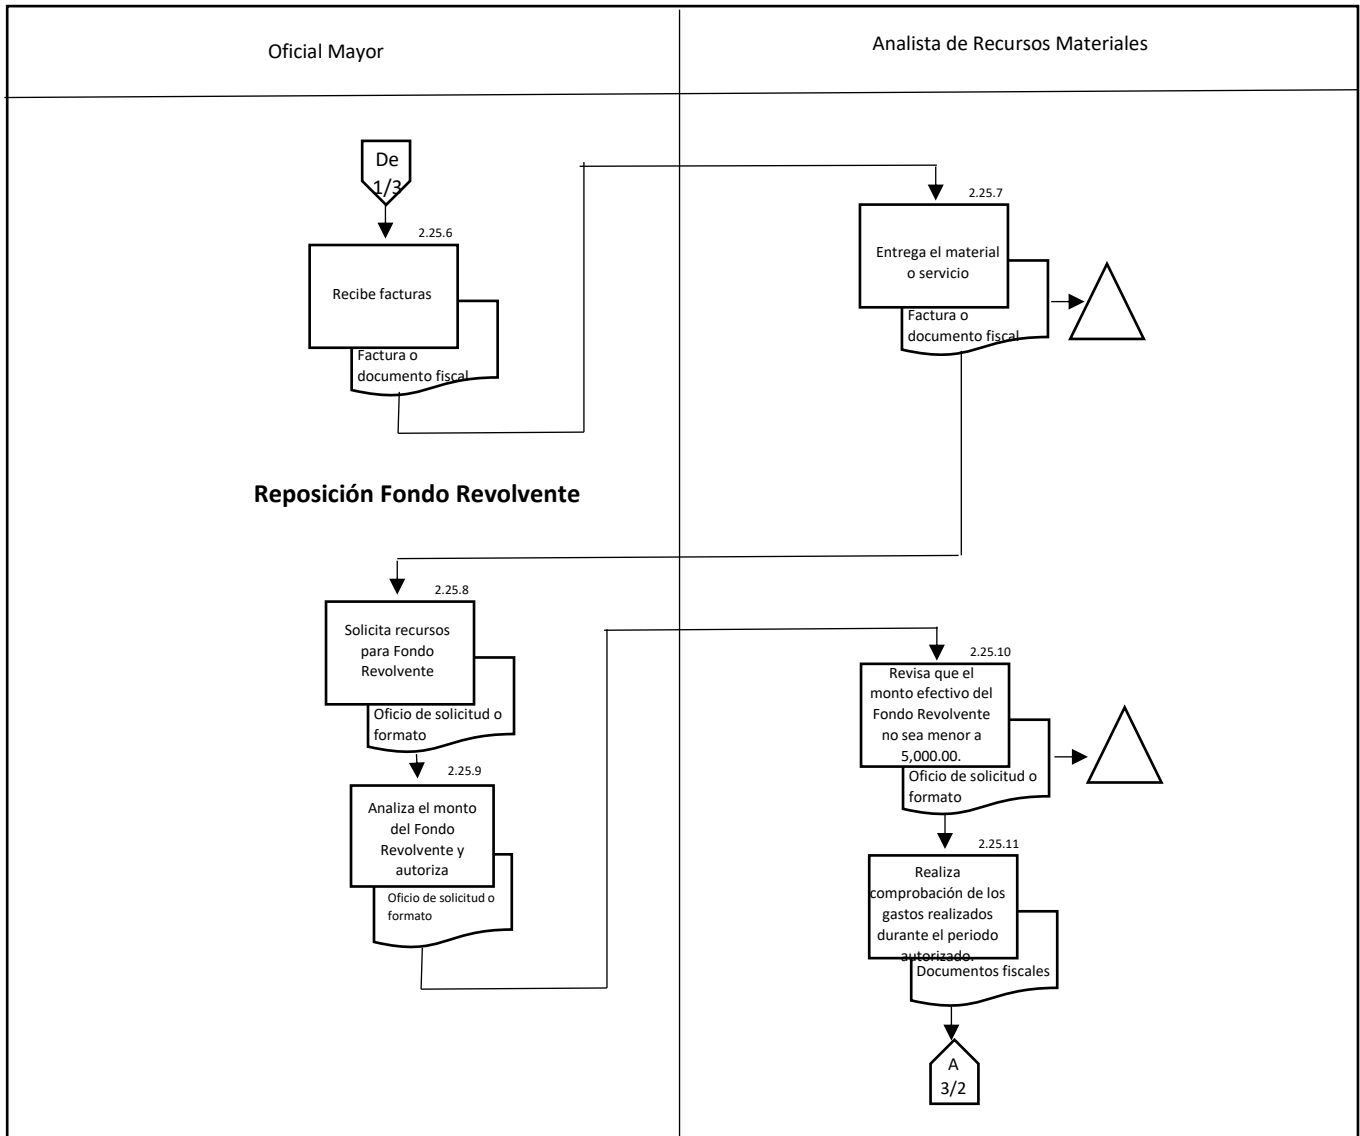 Oficial Mayor
Analista de Recursos Materiales
De
1/3
2.25.6
Recibe facturas
Factura o
documento fiscal
2.25.7
Entrega el material
o servicio
Factura o
documento fiscal
Reposición Fondo Revolvente
2.25.8
Solicita recursos
para Fondo
Revolvente
Oficio de solicitud o
formato
2.25.9
Analiza el monto
del Fondo
Revolvente y
autoriza
Oficio de solicitud o
formato
2.25.10
Revisa que el
monto efectivo del
Fondo Revolvente
no sea menor a
5,000.00.
Oficio de solicitud o
formato
2.25.11
Realiza
comprobación de los
gastos realizados
durante el periodo
autorizado.
Documentos fiscales
A
3/2